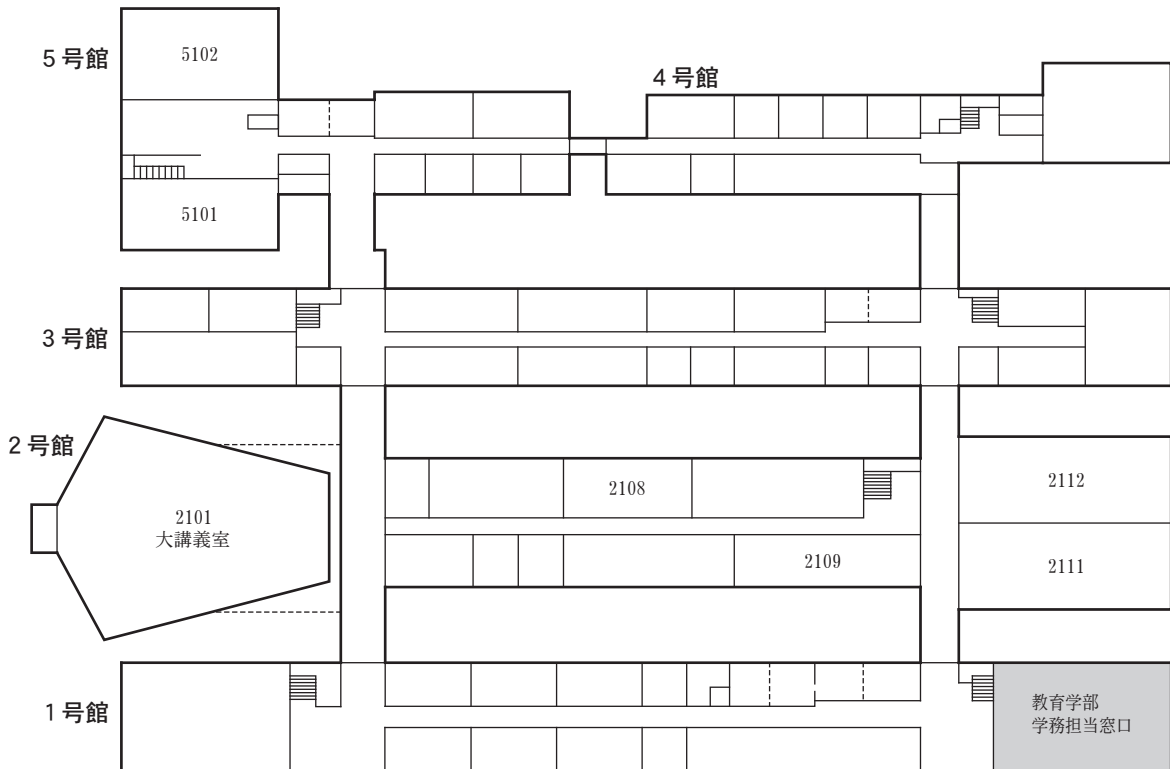 5 号館
5102
4 号館
5101
3 号館
2 号館
2108
2112
2101
大講義室
2109
2111
1 号館
教育学部
学務担当窓口